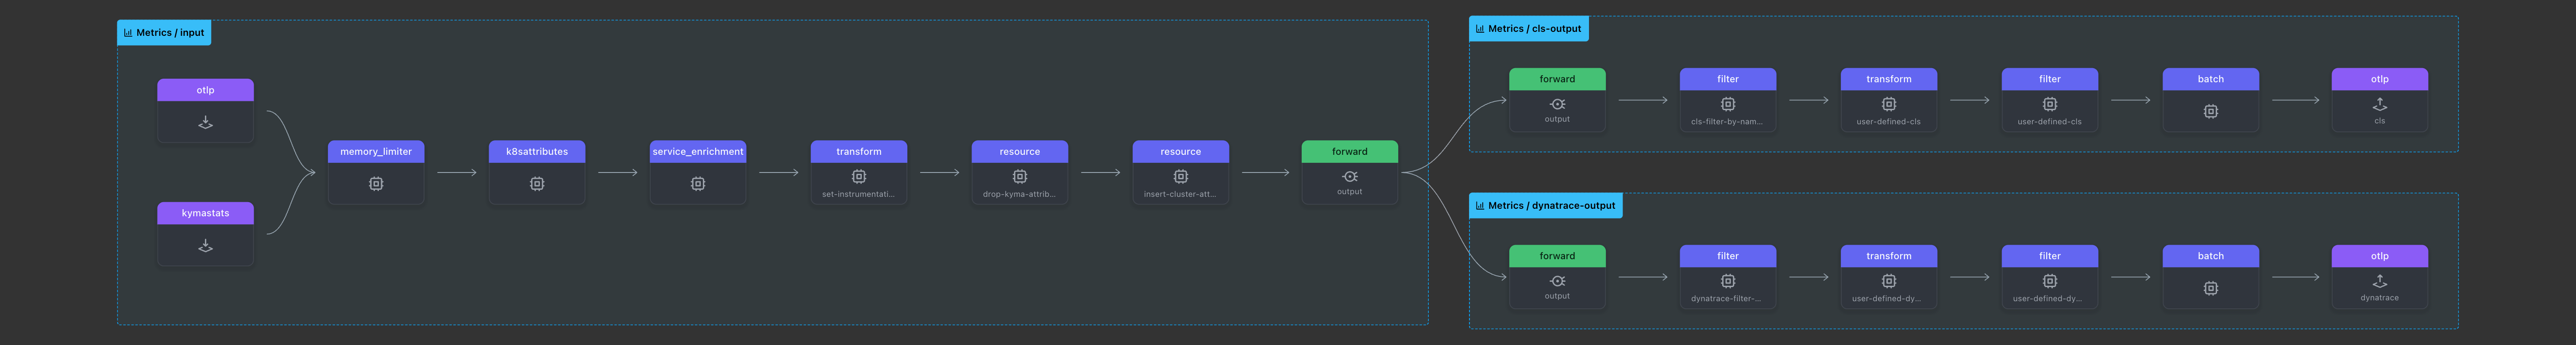 Metrics / input
otlp
kymastats
memory_limiter
k8sattributes
service_enrichment
transform
set-instrumentati...
resource
drop-kyma-attrib...
resource
insert-cluster-att...
forward
output
Metrics / cls-output
forward
output
filter
cls-filter-by-nam...
transform
user-defined-cls
filter
user-defined-cls
batch
otlp
cls
Metrics / dynatrace-output
forward
output
filter
dynatrace-filter-...
transform
user-defined-dy...
filter
user-defined-dy...
batch
otlp
dynatrace